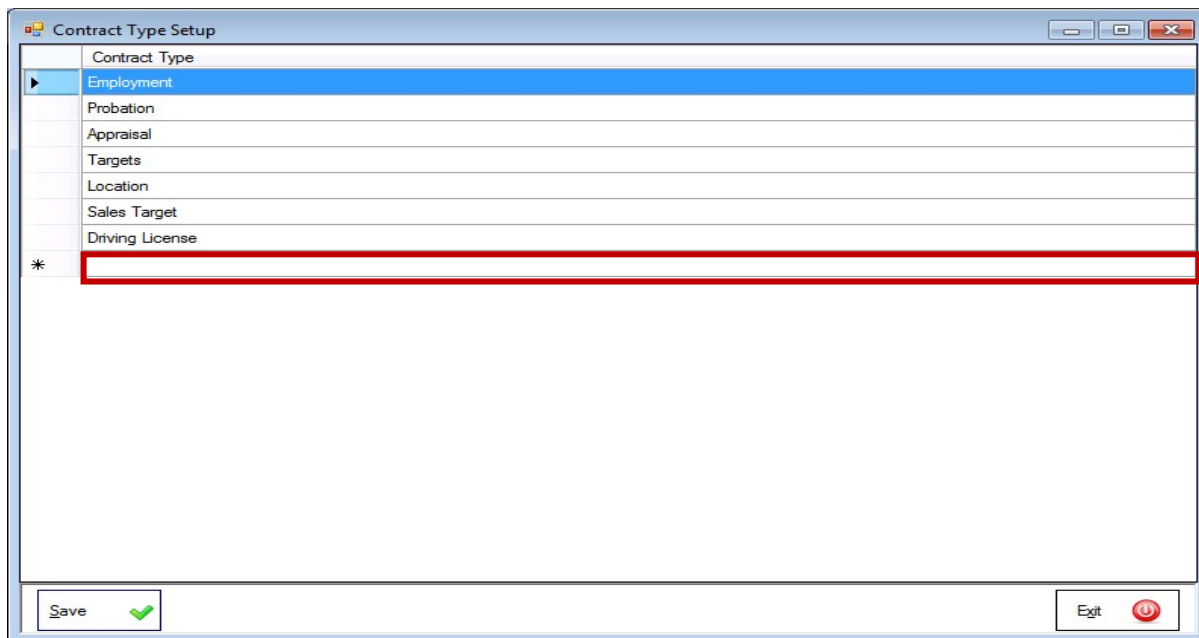 Contract Type Setup
Contract Type
Employment
Probation
Appraisal
Targets
Location
Sales Target
Driving License
Save
Exit